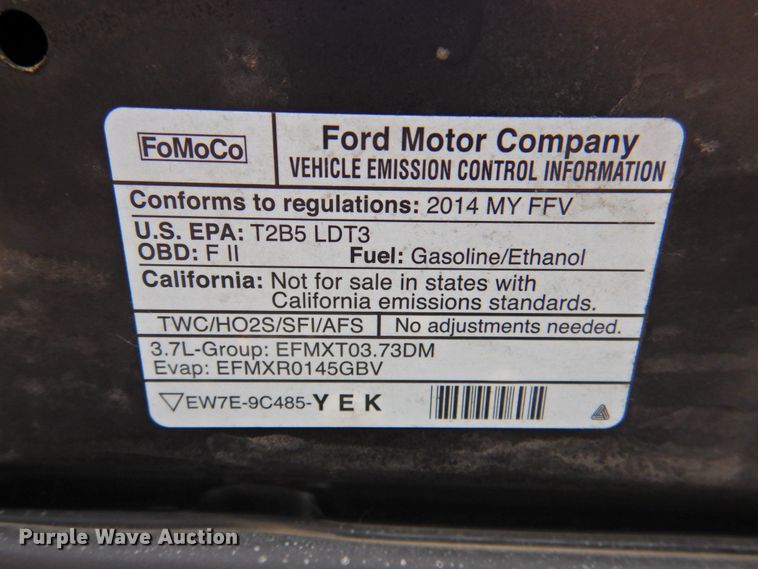 FoMoCo
Ford Motor Company
VEHICLE EMISSION CONTROL INFORMATION
Conforms to regulations: 2014 MY FFV
U.S. EPA: T2B5 LDT3
OBD: F II Fuel: Gasoline/Ethanol
California: Not for sale in states with
California emissions standards.
TWC/HO2S/SFI/AFS No adjustments needed.
3.7L-Group: EFMXT03.73DM
Evap: EFMXR0145GBV
EW7E-9C485-YEK
Purple Wave Auction